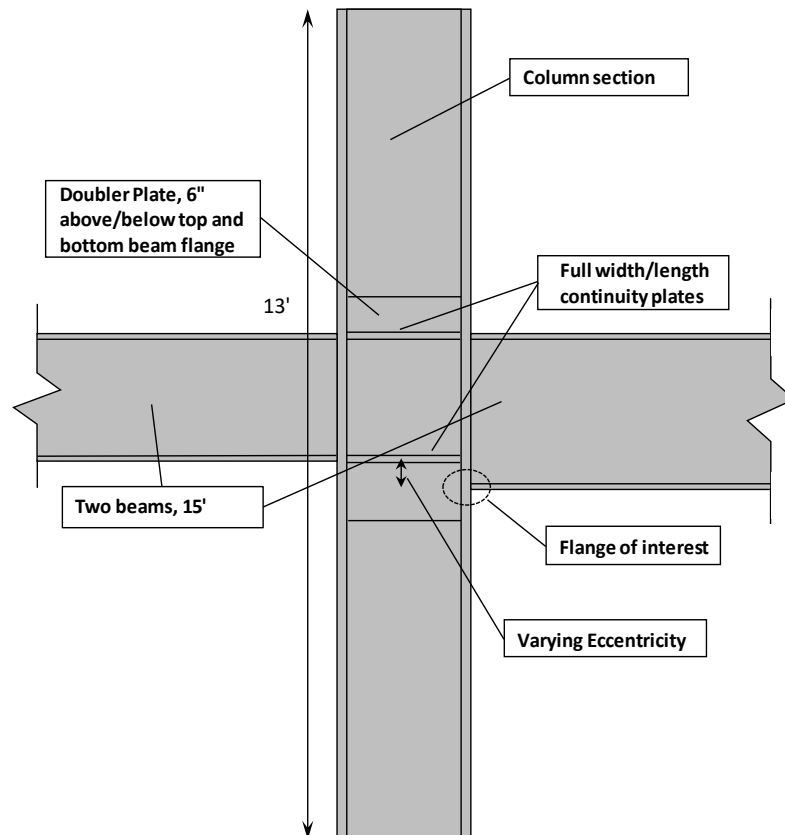 Column section
Doubler Plate, 6"
above/below top and
bottom beam flange
Full width/length
continuity plates
13'
Two beams, 15'
Flange of interest
Varying Eccentricity